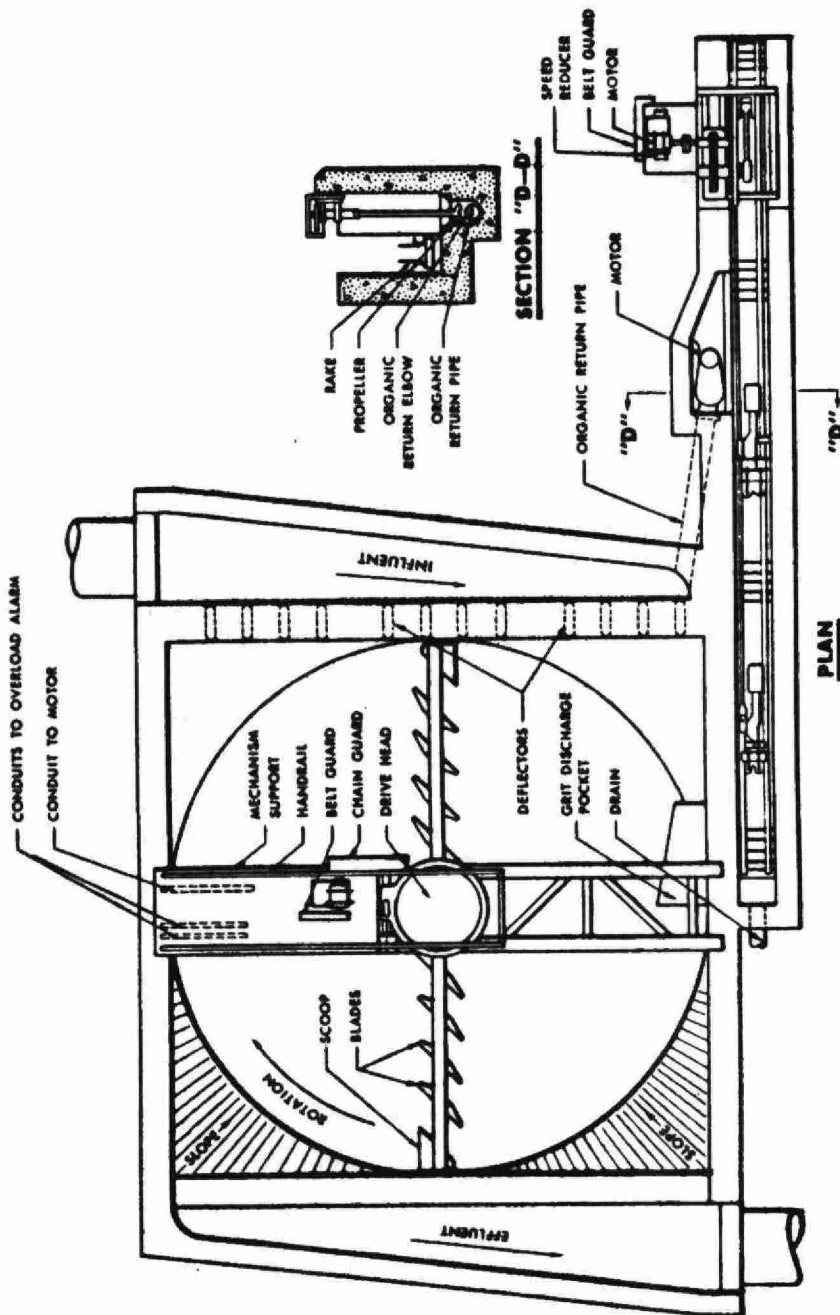 CONDUITS TO OVERLOAD ALARM
CONDUIT TO MOTOR
MECHANISM
SUPPORT
HANDRAIL
BELT GUARD
CHAIN GUARD
DRIVE HEAD
SCOOP
BLADES
ROTATION
SLOPE
SLOPE
EFFLUENT
INFLUENT
DEFLECTORS
GRIT DISCHARGE
POCKET
DRAIN
RAKE
PROPELLER
ORGANIC
RETURN ELBOW
ORGANIC
RETURN PIPE
SECTION "D–D"
SPEED
REDUCER
BELT GUARD
MOTOR
ORGANIC RETURN PIPE
MOTOR
"D"
"D"
PLAN